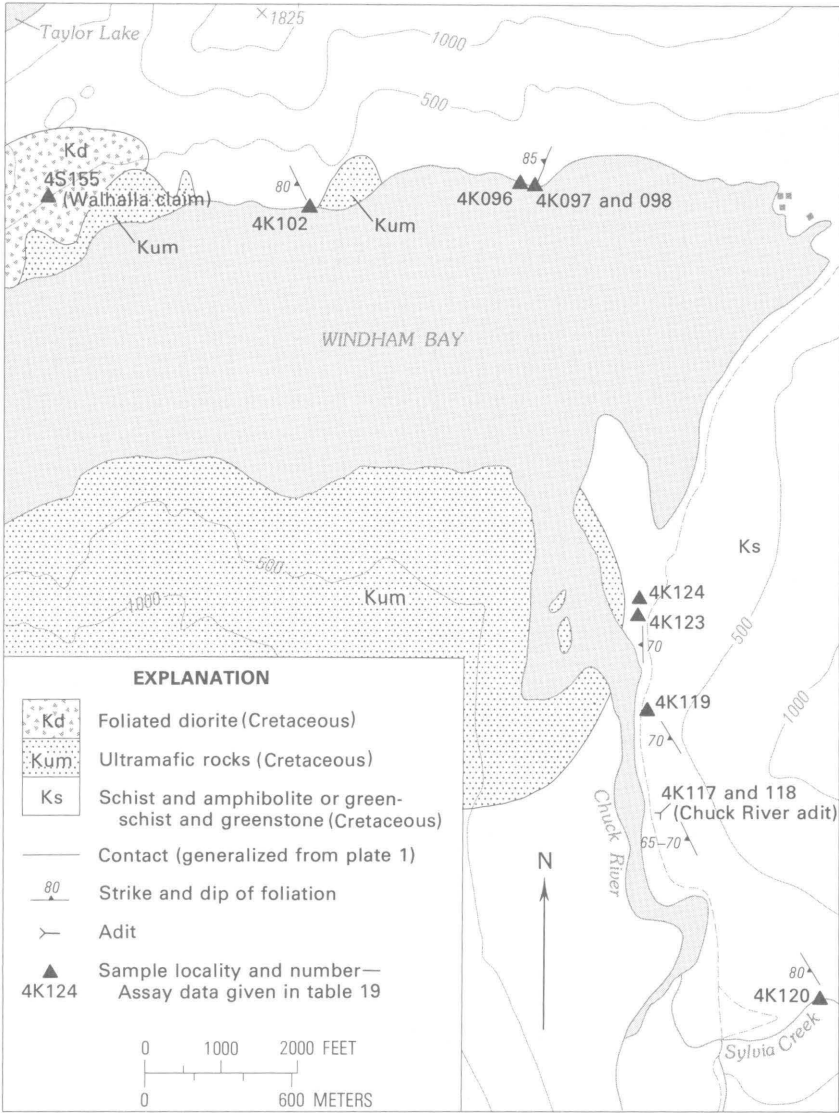 Taylor Lake
×1825
1000
500
Kd
4S155
(Walhalla claim)
Kum
80
4K102
Kum
85
4K096
4K097 and 098
WINDHAM BAY
Ks
500
1000
Kum
4K124
4K123
70
500
4K119
70
1000
4K117 and 118
(Chuck River adit)
65–70
Chuck River
N
80
4K120
Sylvia Creek
EXPLANATION
Kd Foliated diorite (Cretaceous)
Kum Ultramafic rocks (Cretaceous)
Ks Schist and amphibolite or green-
schist and greenstone (Cretaceous)
Contact (generalized from plate 1)
80 Strike and dip of foliation
Adit
Sample locality and number—
4K124 Assay data given in table 19
0 1000 2000 FEET
0 600 METERS